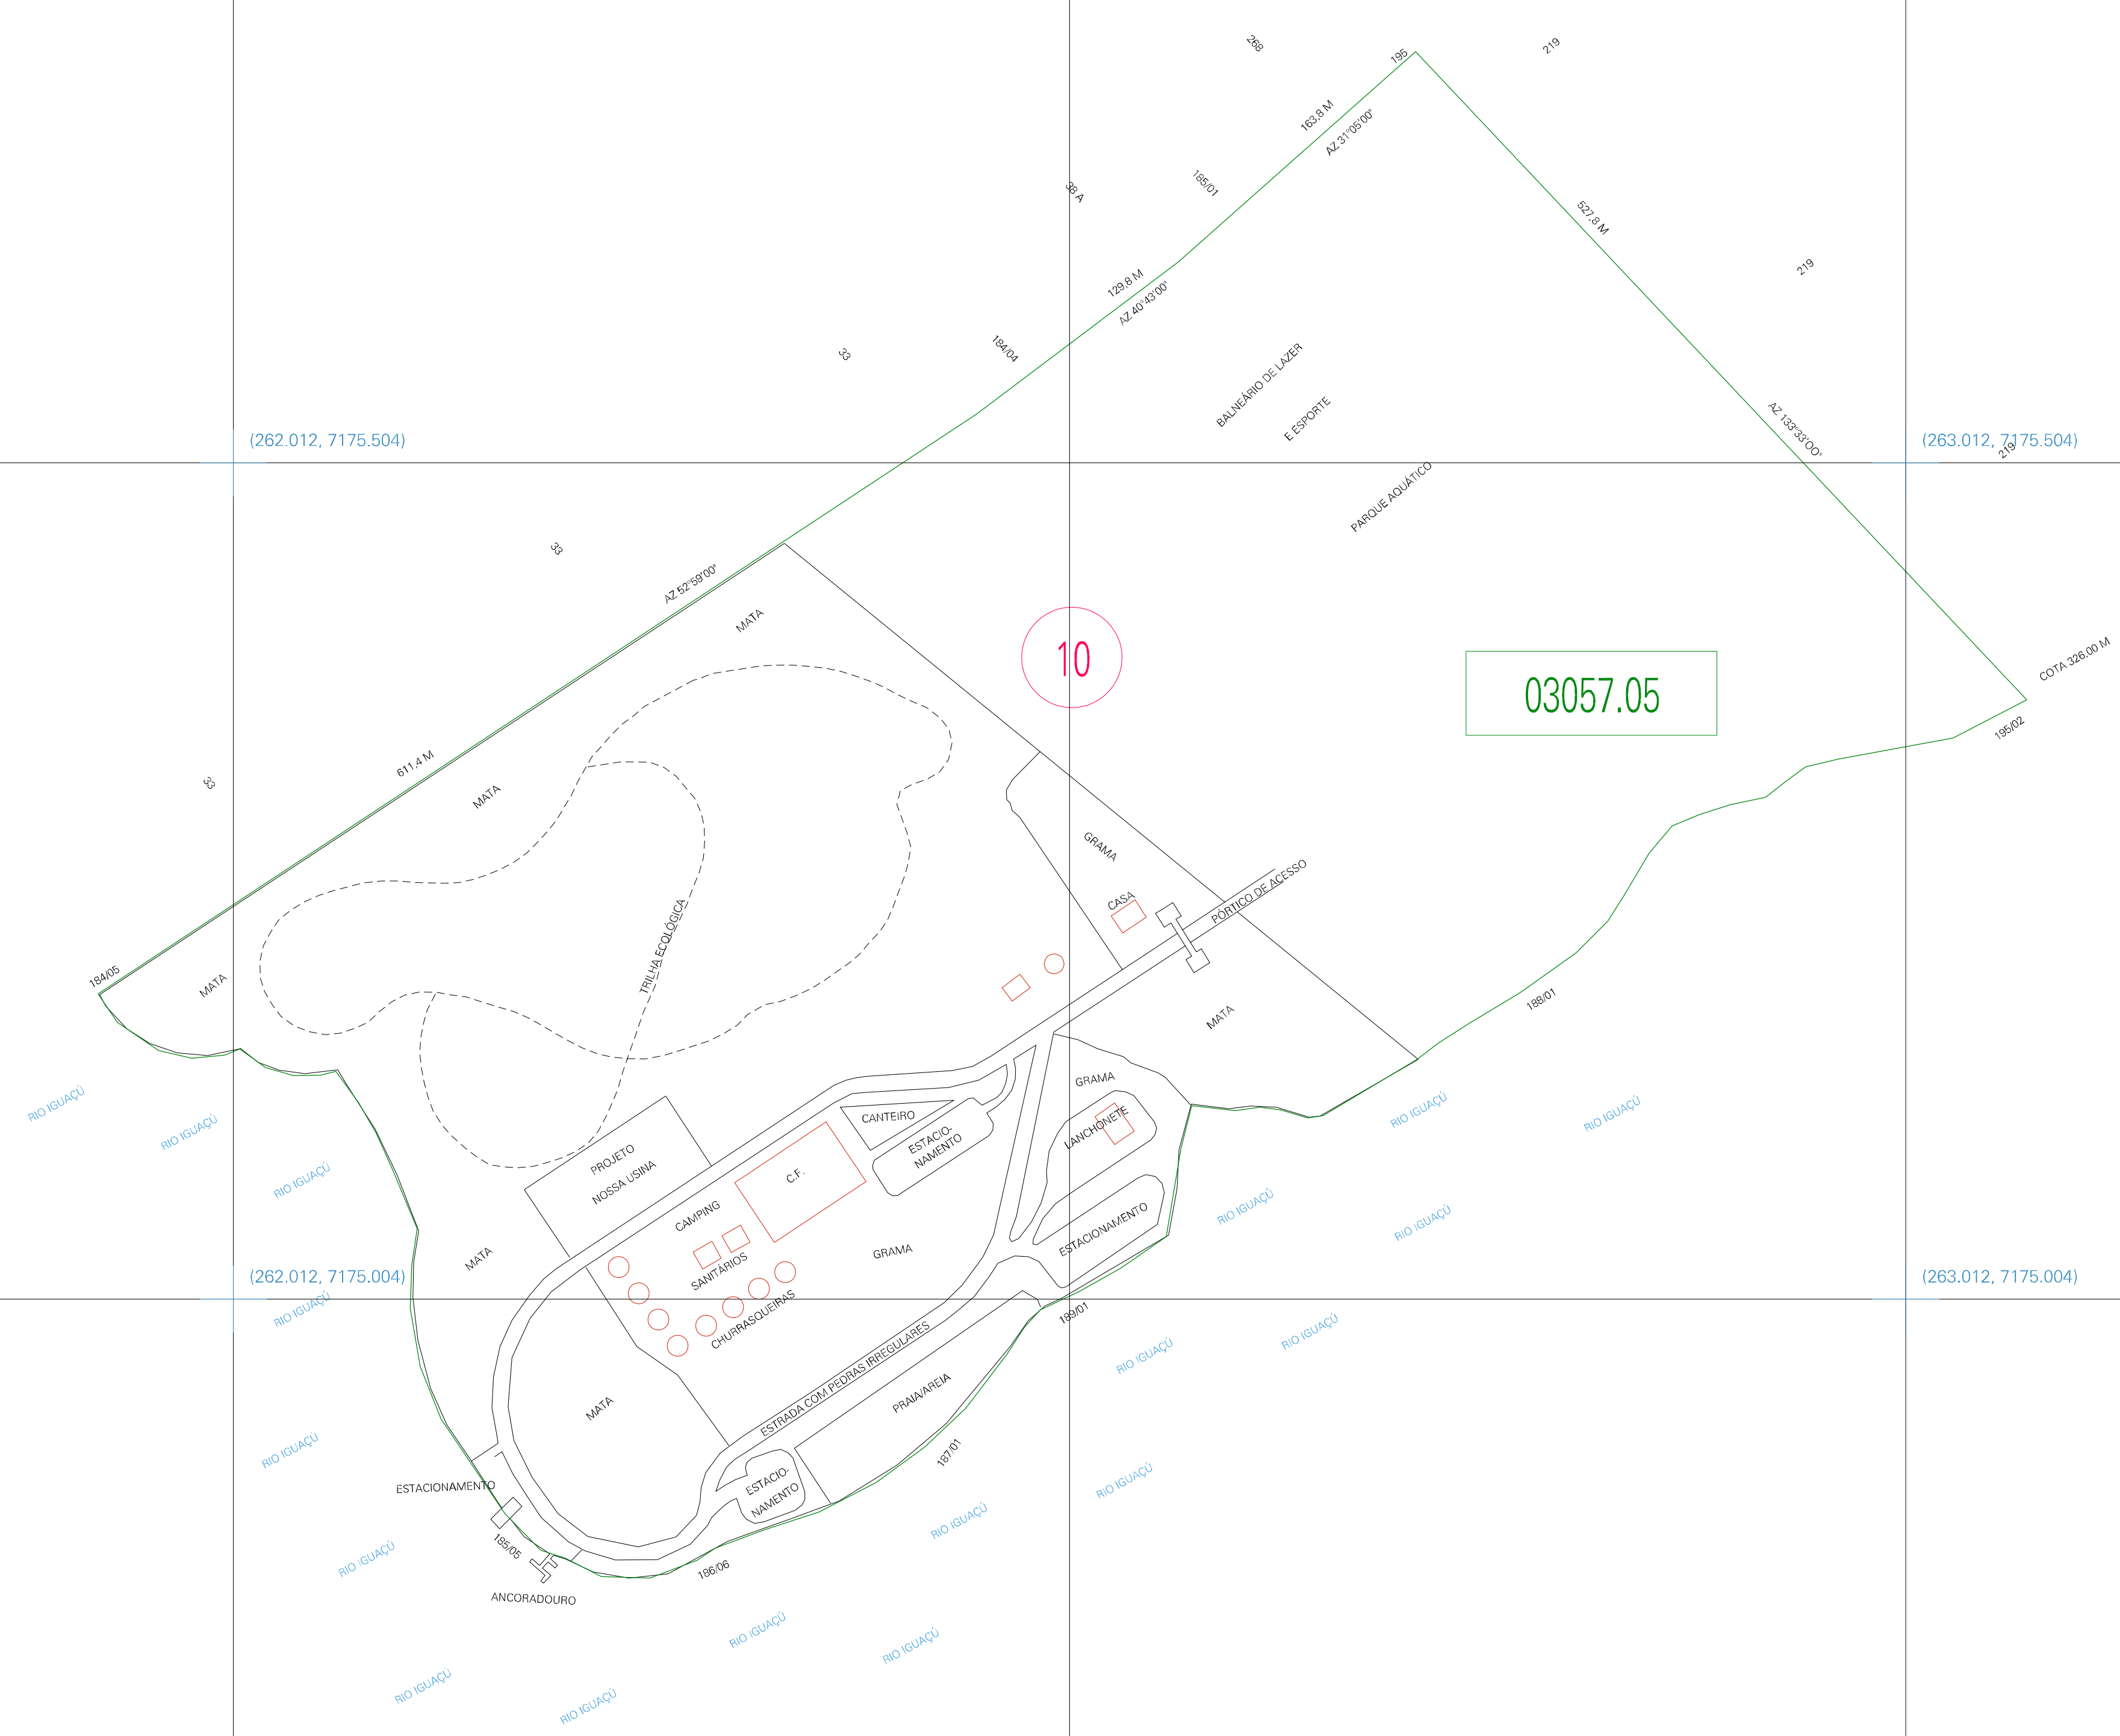 268
195
219
163,8 M
AZ 31°05'00"
38 A
185/01
527,8 M
129,8 M
AZ 40°43'00"
219
33
184/04
BALNEÁRIO DE LAZER
E ESPORTE
AZ 133°33'00"
(262.012, 7175.504)
(263.012, 7175.504)
219
PARQUE AQUÁTICO
33
AZ 52°59'00"
MATA
10
03057.05
COTA 326,00 M
195/02
611,4 M
33
MATA
GRAMA
CASA
PÓRTICO DE ACESSO
TRILHA ECOLÓGICA
184/05
MATA
188/01
MATA
GRAMA
RIO IGUAÇÚ
RIO IGUAÇÚ
RIO IGUAÇÚ
RIO IGUAÇÚ
CANTEIRO
LANCHONETE
ESTACIO-
NAMENTO
PROJETO
NOSSA USINA
C.F.
RIO IGUAÇÚ
CAMPING
RIO IGUAÇÚ
RIO IGUAÇÚ
ESTACIONAMENTO
GRAMA
MATA
SANITÁRIOS
(262.012, 7175.004)
(263.012, 7175.004)
RIO IGUAÇÚ
CHURRASQUEIRAS
189/01
RIO IGUAÇÚ
RIO IGUAÇÚ
ESTRADA COM PEDRAS IRREGULARES
PRAIA/AREIA
MATA
RIO IGUAÇÚ
187/01
ESTACIONAMENTO
ESTACIO-
NAMENTO
RIO IGUAÇÚ
RIO IGUAÇÚ
185/05
RIO IGUAÇÚ
186/06
ANCORADOURO
RIO IGUAÇÚ
RIO IGUAÇÚ
RIO IGUAÇÚ
RIO IGUAÇÚ